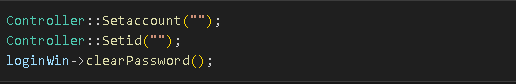 Controller::Setaccount("");
Controller::Setid("");
loginWin->clearPassword();